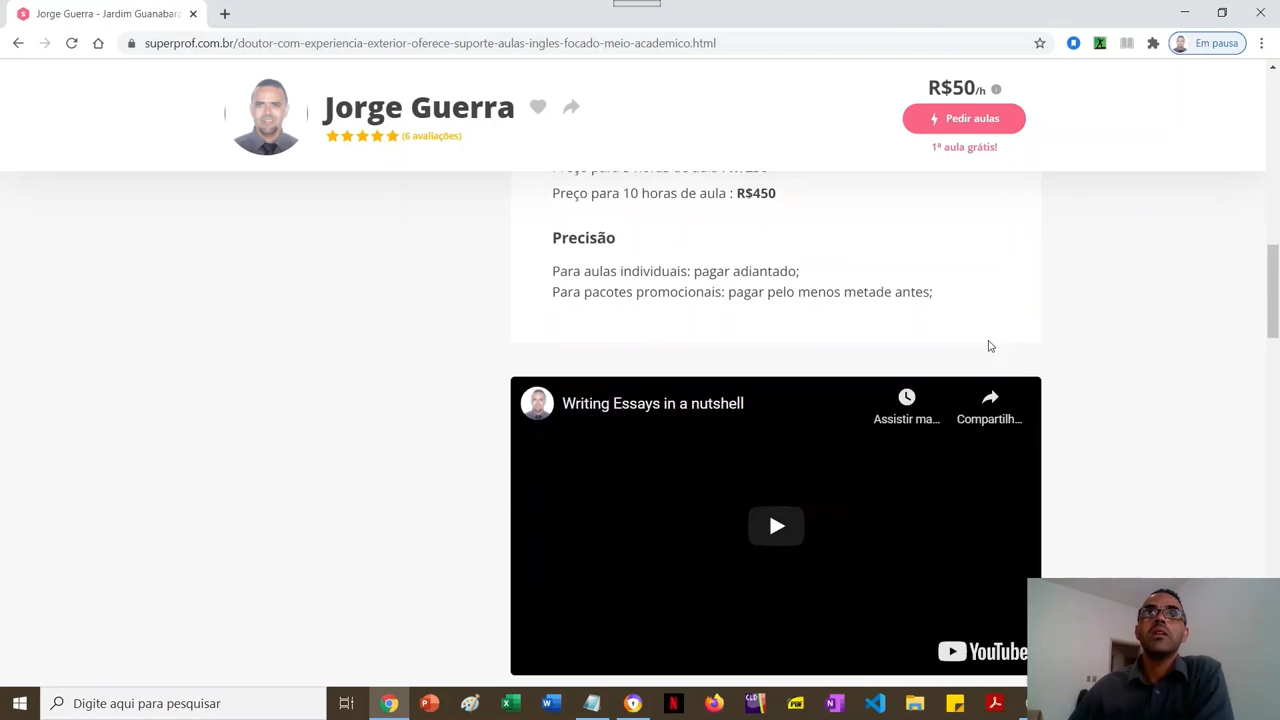 Jorge Guerra - Jardim Guanabara
superprof.com.br/doutor-com-experiencia-exterior-oferece-suporte-aulas-ingles-focado-meio-academico.html
Em pausa
Jorge Guerra
(6 avaliações)
R$50/h
Pedir aulas
1ª aula grátis!
Preço para 10 horas de aula : R$450
Precisão
Para aulas individuais: pagar adiantado;
Para pacotes promocionais: pagar pelo menos metade antes;
Writing Essays in a nutshell
Assistir ma...
Compartilh...
YouTube
Digite aqui para pesquisar